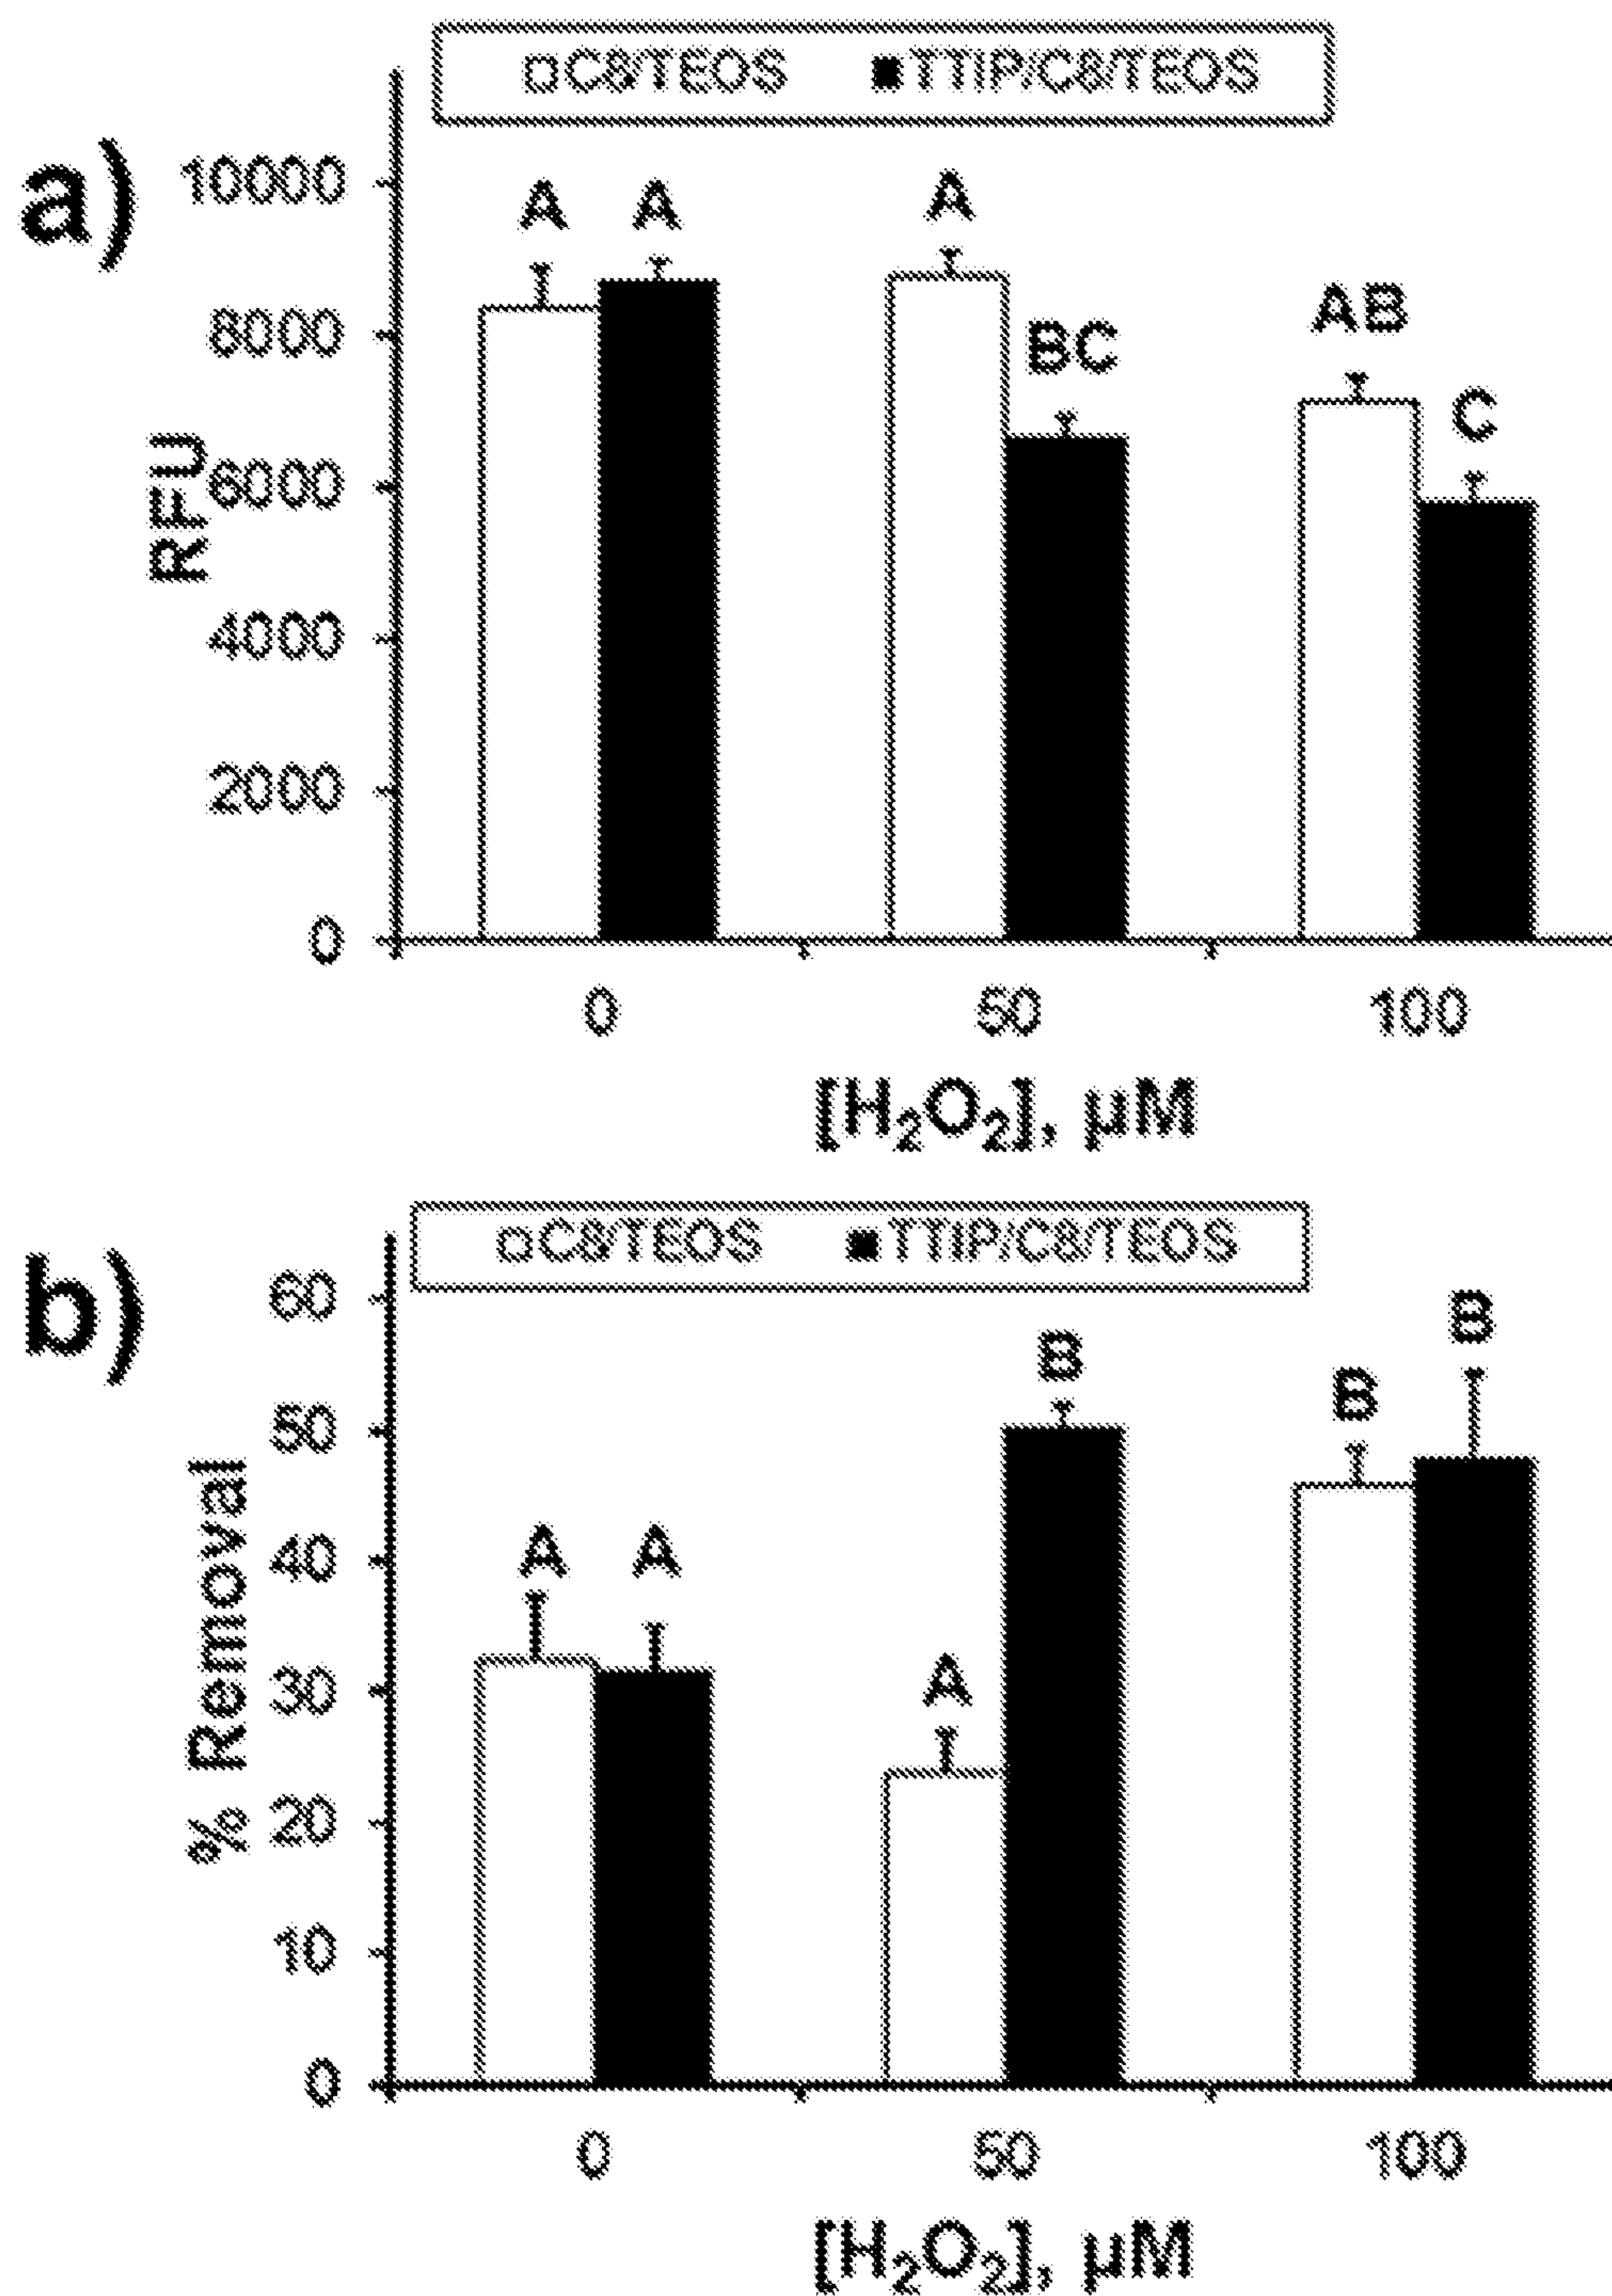 C8/TEOS TTIP/C8/TEOS
a)
10000
8000
6000
4000
2000
0
RFU
A A A BC AB C
0 50 100
[H₂O₂], µM
C8/TEOS TTIP/C8/TEOS
b)
60
50
40
30
20
10
0
% Removal
A A A B B B
0 50 100
[H₂O₂], µM